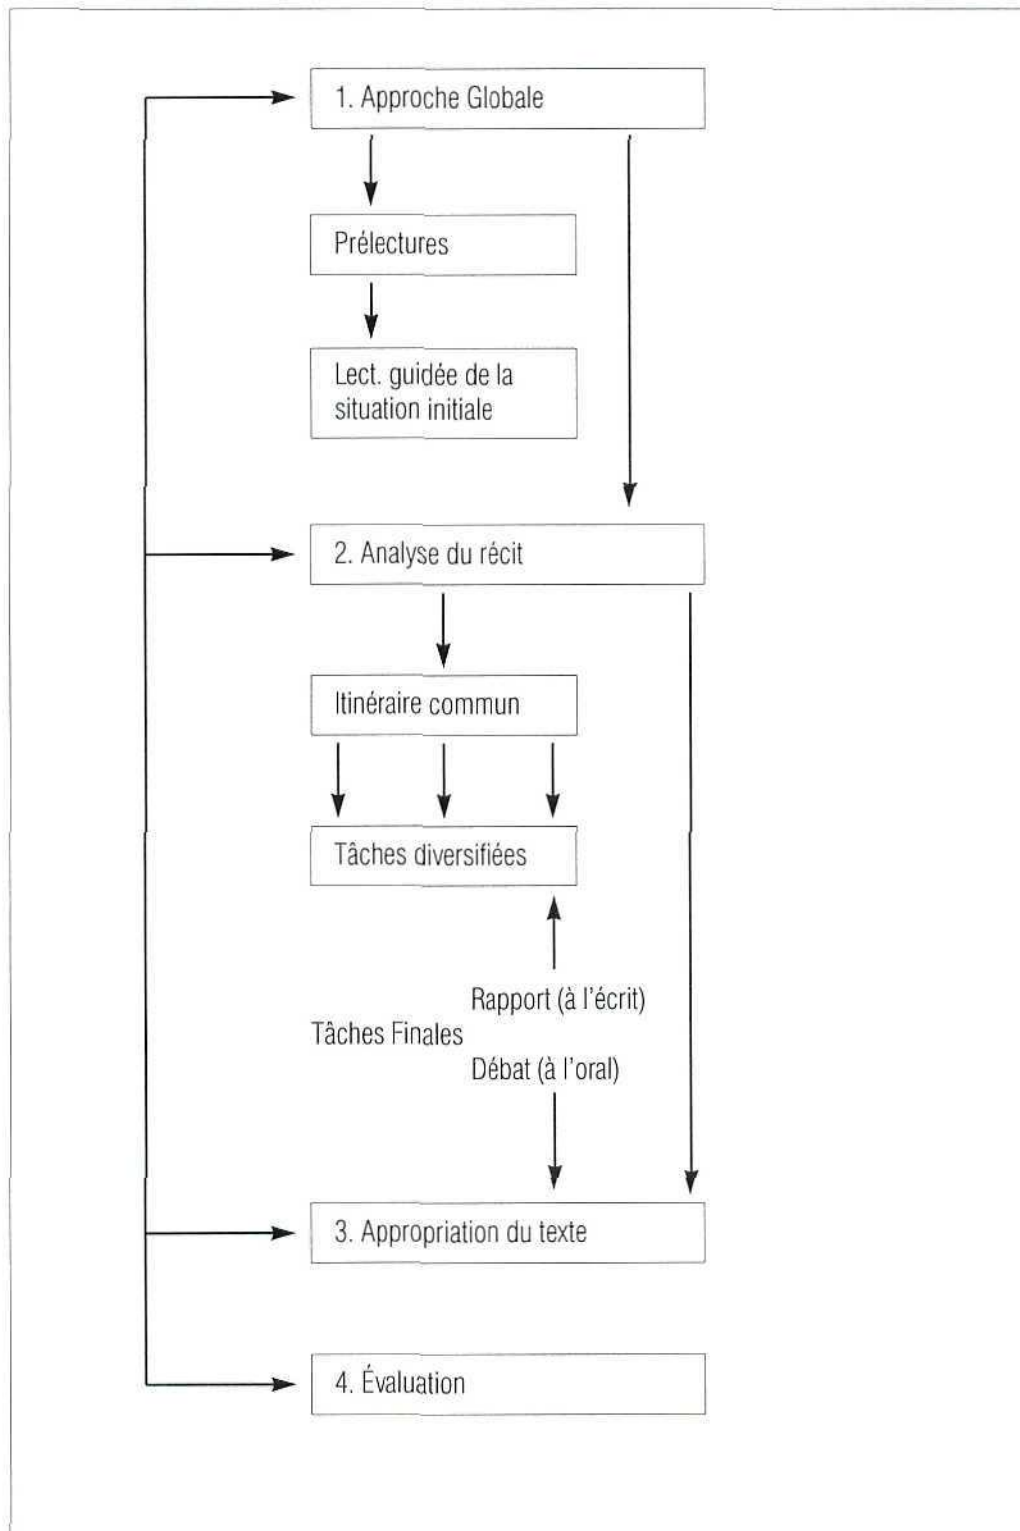 1. Approche Globale
Prélectures
Lect. guidée de la
situation initiale
2. Analyse du récit
Itinéraire commun
Tâches diversifiées
Rapport (à l'écrit)
Tâches Finales
Débat (à l'oral)
3. Appropriation du texte
4. Évaluation